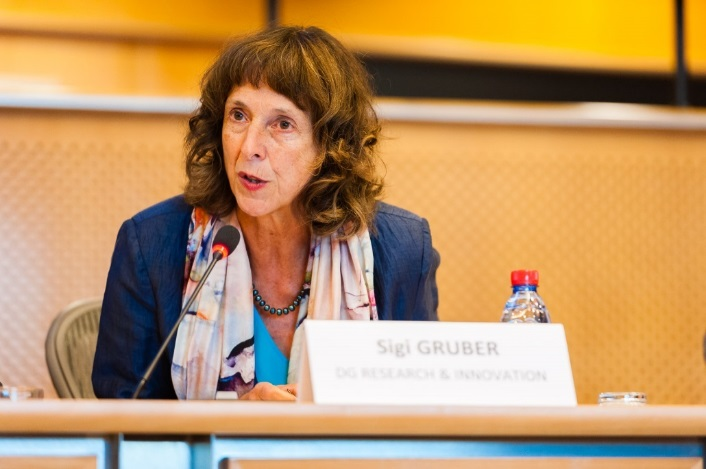 Sigi GRUBER
DG RESEARCH & INNOVATION